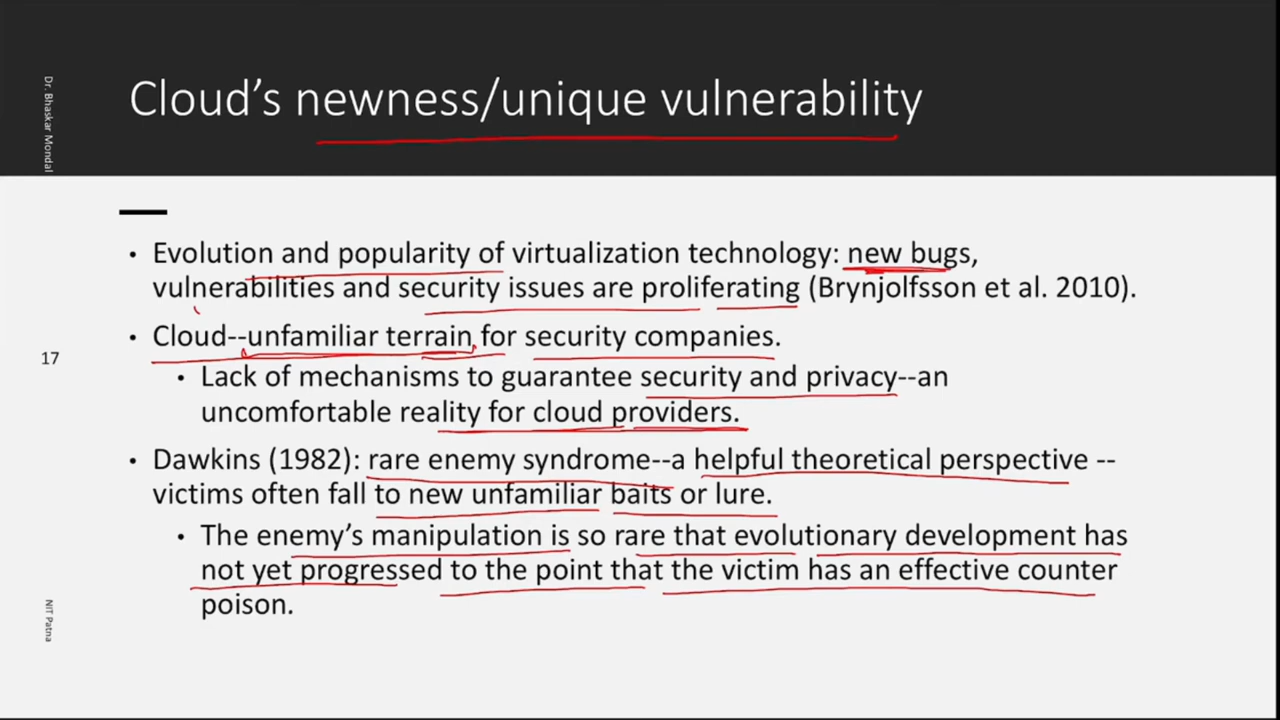 Cloud's newness/unique vulnerability
Dr. Bhaskar Mondal
• Evolution and popularity of virtualization technology: new bugs,
vulnerabilities and security issues are proliferating (Brynjolfsson et al. 2010).
• Cloud--unfamiliar terrain for security companies.
17
• Lack of mechanisms to guarantee security and privacy--an
uncomfortable reality for cloud providers.
• Dawkins (1982): rare enemy syndrome--a helpful theoretical perspective --
victims often fall to new unfamiliar baits or lure.
• The enemy's manipulation is so rare that evolutionary development has
not yet progressed to the point that the victim has an effective counter
poison.
NIT Patna